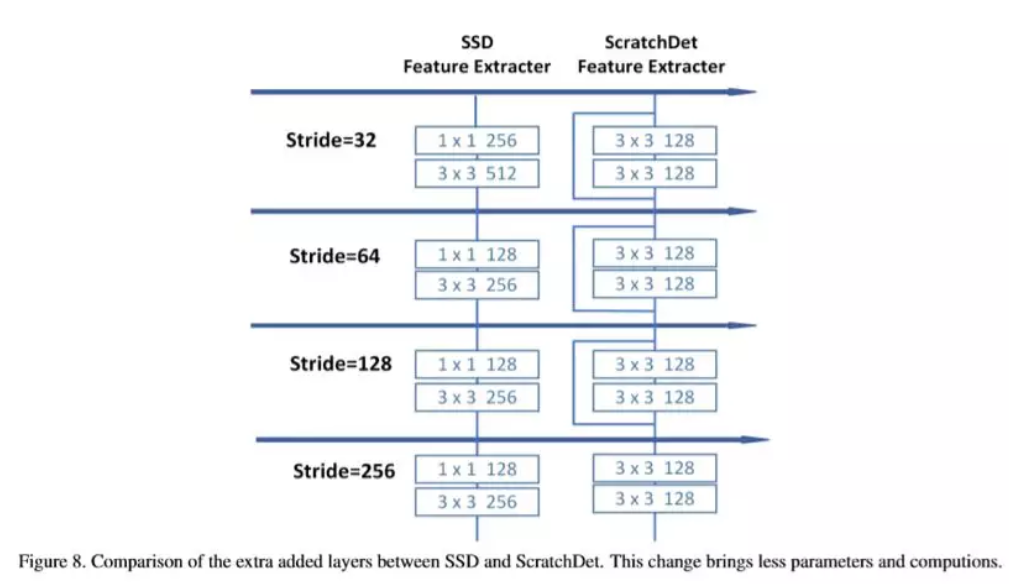 SSD
Feature Extracter
ScratchDet
Feature Extracter
Stride=32
1 x 1 256
3 x 3 512
3 x 3 128
3 x 3 128
Stride=64
1 x 1 128
3 x 3 256
3 x 3 128
3 x 3 128
Stride=128
1 x 1 128
3 x 3 256
3 x 3 128
3 x 3 128
Stride=256
1 x 1 128
3 x 3 256
3 x 3 128
3 x 3 128
Figure 8. Comparison of the extra added layers between SSD and ScratchDet. This change brings less parameters and computions.